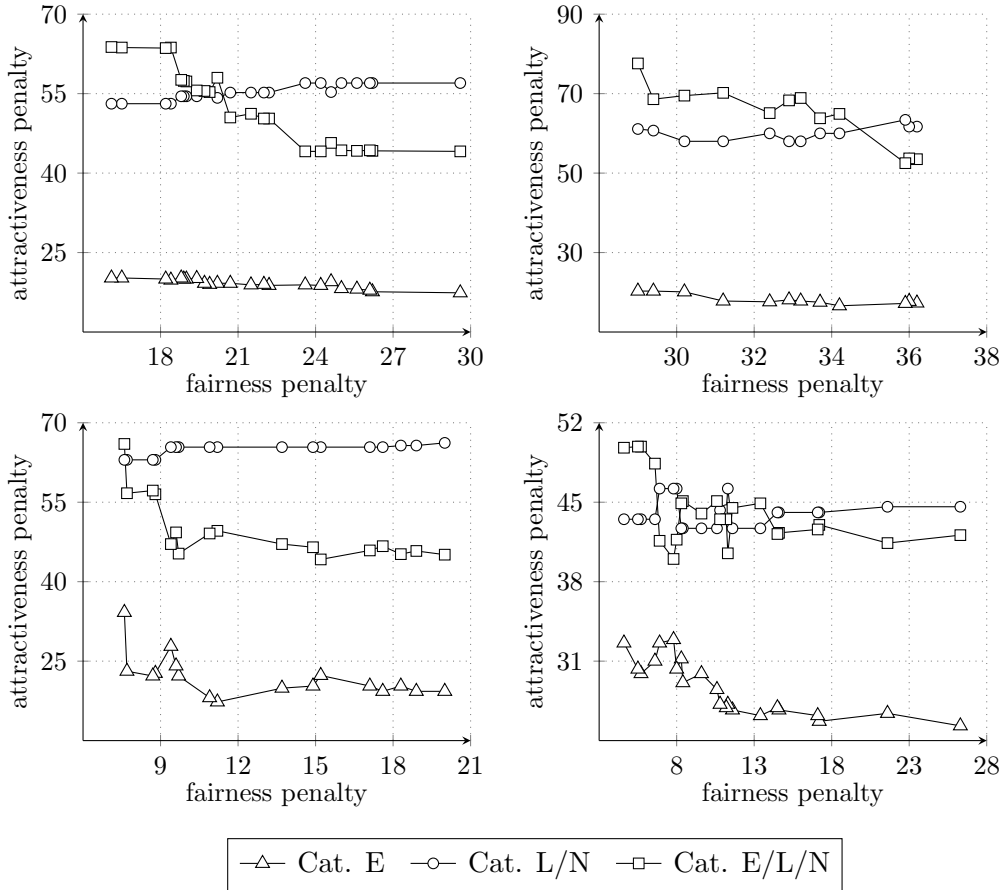 70
55
40
25
attractiveness penalty
18 21 24 27 30
fairness penalty
90
70
50
30
attractiveness penalty
30 32 34 36 38
fairness penalty
70
55
40
25
attractiveness penalty
9 12 15 18 21
fairness penalty
52
45
38
31
attractiveness penalty
8 13 18 23 28
fairness penalty
Cat. E Cat. L/N Cat. E/L/N